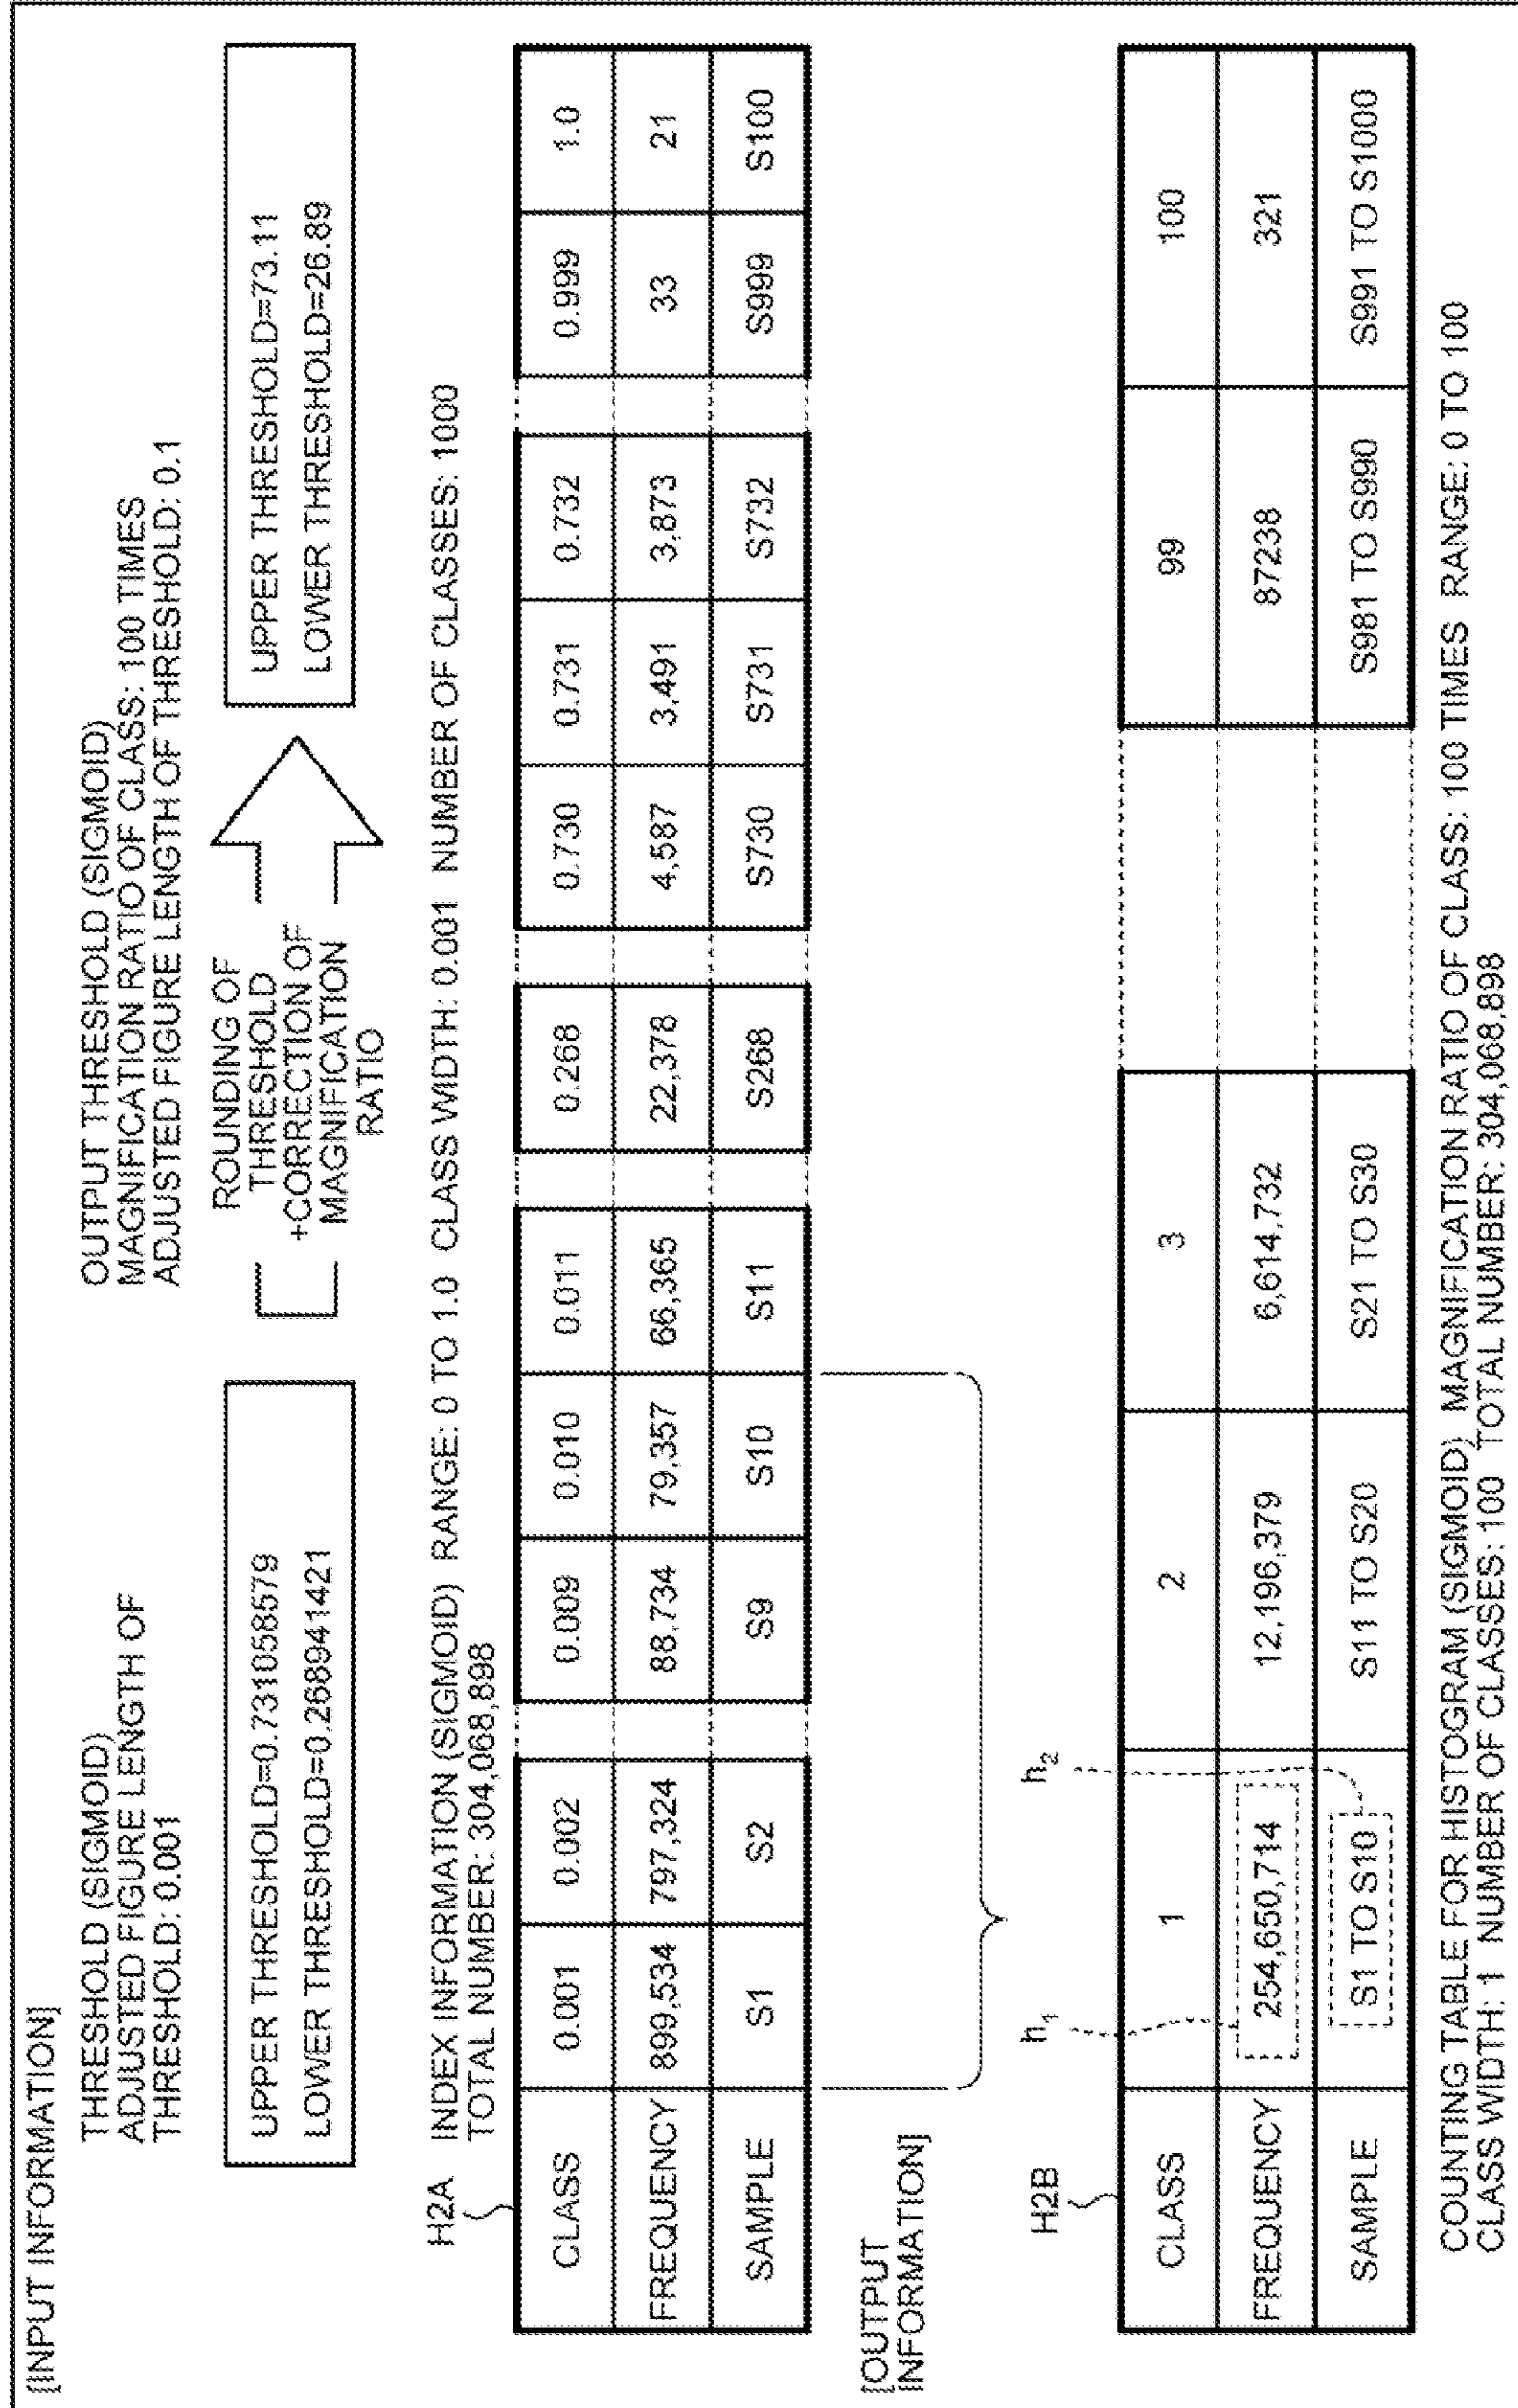 [INPUT INFORMATION]
THRESHOLD (SIGMOID)
ADJUSTED FIGURE LENGTH OF
THRESHOLD: 0.001
UPPER THRESHOLD=0.731058579
LOWER THRESHOLD=0.268941421
ROUNDING OF
THRESHOLD
+CORRECTION OF
MAGNIFICATION
RATIO
OUTPUT THRESHOLD (SIGMOID)
MAGNIFICATION RATIO OF CLASS: 100 TIMES
ADJUSTED FIGURE LENGTH OF THRESHOLD: 0.1
UPPER THRESHOLD=73.11
LOWER THRESHOLD=26.89
H2A INDEX INFORMATION (SIGMOID) RANGE: 0 TO 1.0 CLASS WIDTH: 0.001 NUMBER OF CLASSES: 1000
TOTAL NUMBER: 304,068,898
CLASS 0.001 0.002 0.009 0.010 0.011 0.268 0.730 0.731 0.732 0.999 1.0
FREQUENCY 899,534 797,324 88,734 79,357 66,365 22,378 4,587 3,491 3,873 33 21
SAMPLE S1 S2 S9 S10 S11 S268 S730 S731 S732 S999 S100
[OUTPUT
INFORMATION]
H2B h1 h2
CLASS 1 2 3 99 100
FREQUENCY 254,650,714 12,196,379 6,614,732 87238 321
SAMPLE S1 TO S10 S11 TO S20 S21 TO S30 S981 TO S990 S991 TO S1000
COUNTING TABLE FOR HISTOGRAM (SIGMOID) MAGNIFICATION RATIO OF CLASS: 100 TIMES RANGE: 0 TO 100
CLASS WIDTH: 1 NUMBER OF CLASSES: 100 TOTAL NUMBER: 304,068,898